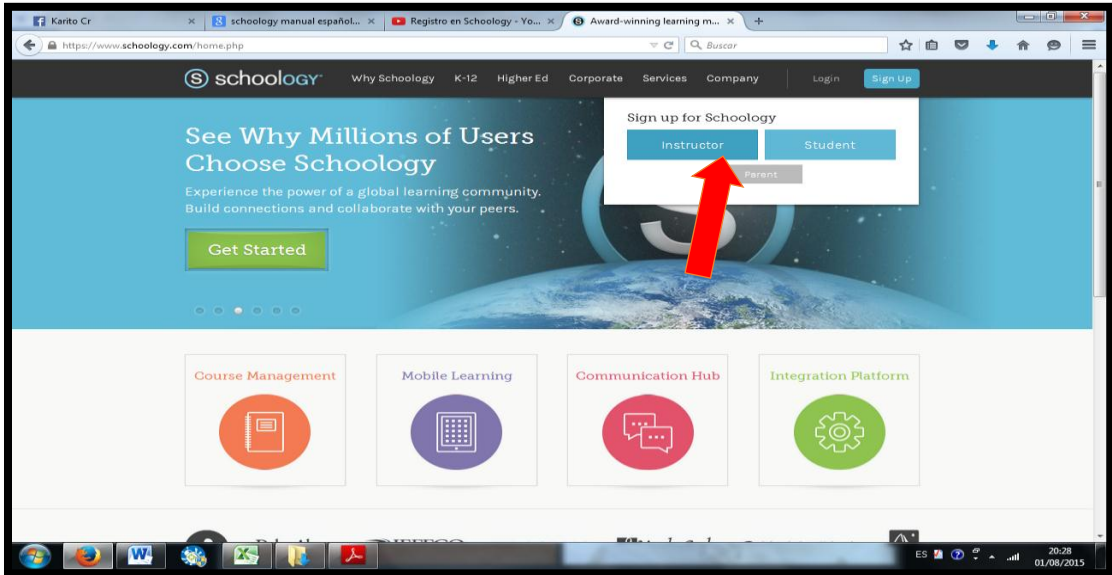 Karito Cr
schoology manual español...
Registro en Schoology - Yo...
Award-winning learning m...
https://www.schoology.com/home.php
Buscar
schoology
Why Schoology K-12 Higher Ed Corporate Services Company Login Sign Up
Sign up for Schoology
Instructor Student
Parent
See Why Millions of Users
Choose Schoology
Experience the power of a global learning community.
Build connections and collaborate with your peers.
Get Started
Course Management Mobile Learning Communication Hub Integration Platform
ES 20:28
01/08/2015